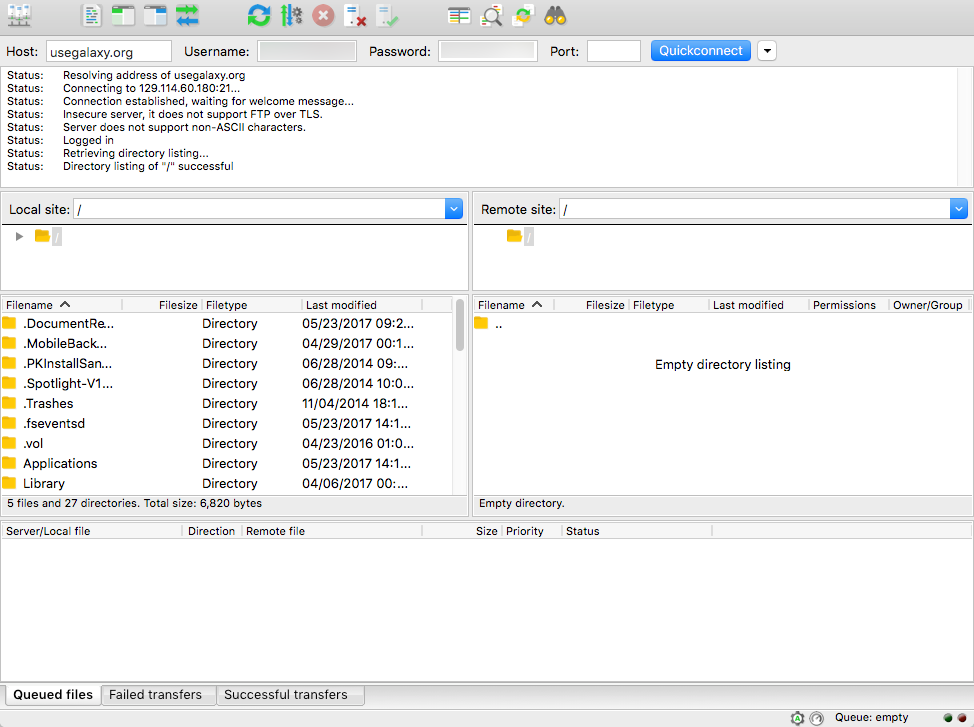 Host: usegalaxy.org Username: Password: Port: Quickconnect
Status: Resolving address of usegalaxy.org
Status: Connecting to 129.114.60.180:21...
Status: Connection established, waiting for welcome message...
Status: Insecure server, it does not support FTP over TLS.
Status: Server does not support non-ASCII characters.
Status: Logged in
Status: Retrieving directory listing...
Status: Directory listing of "/" successful
Local site: /
/
Filename Filesize Filetype Last modified
.DocumentRe... Directory 05/23/2017 09:2...
.MobileBack... Directory 04/29/2017 00:1...
.PKInstallSan... Directory 06/28/2014 09:...
.Spotlight-V1... Directory 06/28/2014 10:0...
.Trashes Directory 11/04/2014 18:1...
.fseventsd Directory 05/23/2017 14:1...
.vol Directory 04/23/2016 01:0...
Applications Directory 05/23/2017 14:1...
Library Directory 04/06/2017 00:...
5 files and 27 directories. Total size: 6,820 bytes
Remote site: /
/
Filename Filesize Filetype Last modified Permissions Owner/Group
..
Empty directory listing
Empty directory.
Server/Local file Direction Remote file Size Priority Status
Queued files Failed transfers Successful transfers
Queue: empty